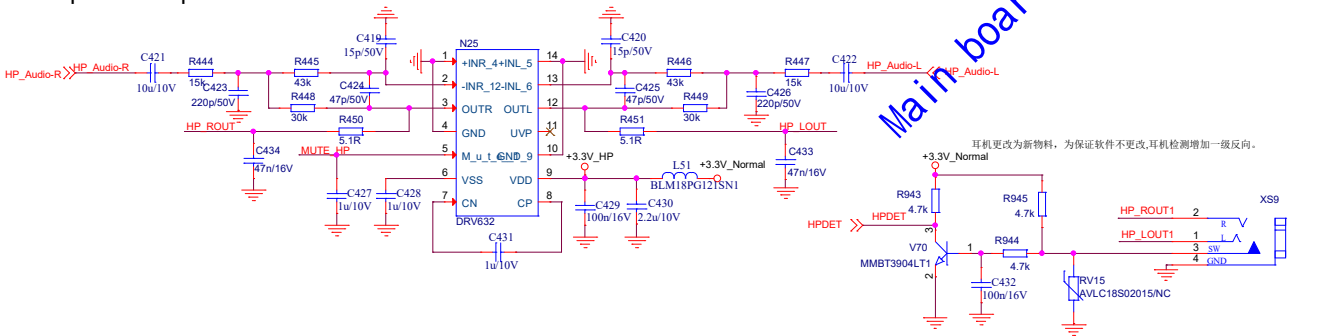 Main boar
C419
15p/50V
C420
15p/50V
N25
C421
10u/10V
HP_Audio-R
HP_Audio-R
R444
15k
C423
220p/50V
R445
43k
C424
47p/50V
R448
30k
R450
5.1R
HP_ROUT
C434
47n/16V
MUTE_HP
C427
1u/10V
C428
1u/10V
C431
1u/10V
1
2
3
4
5
6
7
+INR_4
-INR_12
OUTR
GND
M_u_t_e
VSS
CN
DRV632
+INL_5
-INL_6
OUTL
UVP
GND_9
VDD
CP
14
13
12
11
10
9
8
R446
43k
C425
47p/50V
R449
30k
R447
15k
C426
220p/50V
C422
10u/10V
HP_Audio-L
HP_Audio-L
R451
5.1R
HP_LOUT
C433
47n/16V
+3.3V_HP
L51
+3.3V_Normal
BLM18PG121SN1
C429
100n/16V
C430
2.2u/10V
耳机更改为新物料，为保证软件不更改,耳机检测增加一级反向。
+3.3V_Normal
R943
4.7k
R945
4.7k
HPDET
HPDET
3
V70
MMBT3904LT1
1
2
R944
4.7k
C432
100n/16V
RV15
AVLC18S02015/NC
XS9
HP_ROUT1
2
R
HP_LOUT1
1
L
3
SW
4
GND